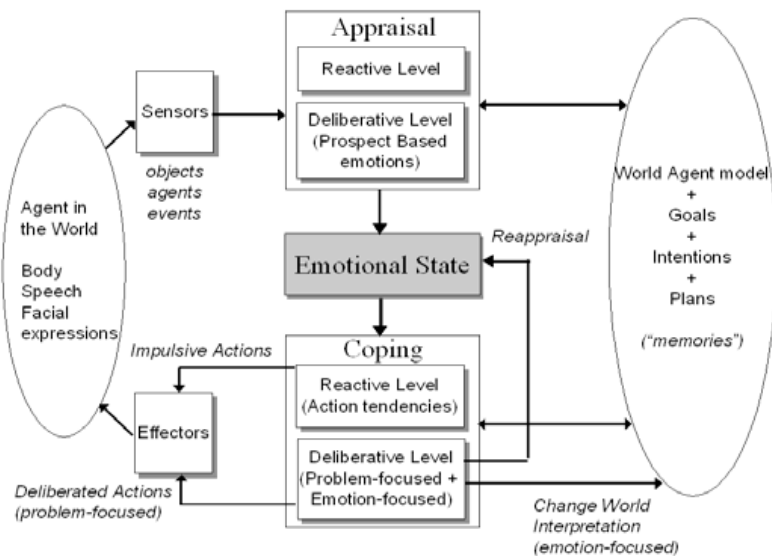 Appraisal
Reactive Level
Deliberative Level
(Prospect Based
emotions)
Sensors
objects
agents
events
Agent in
the World
Body
Speech
Facial
expressions
World Agent model
+
Goals
+
Intentions
+
Plans
("memories")
Reappraisal
Emotional State
Coping
Reactive Level
(Action tendencies)
Deliberative Level
(Problem-focused +
Emotion-focused)
Impulsive Actions
Effectors
Deliberated Actions
(problem-focused)
Change World
Interpretation
(emotion-focused)